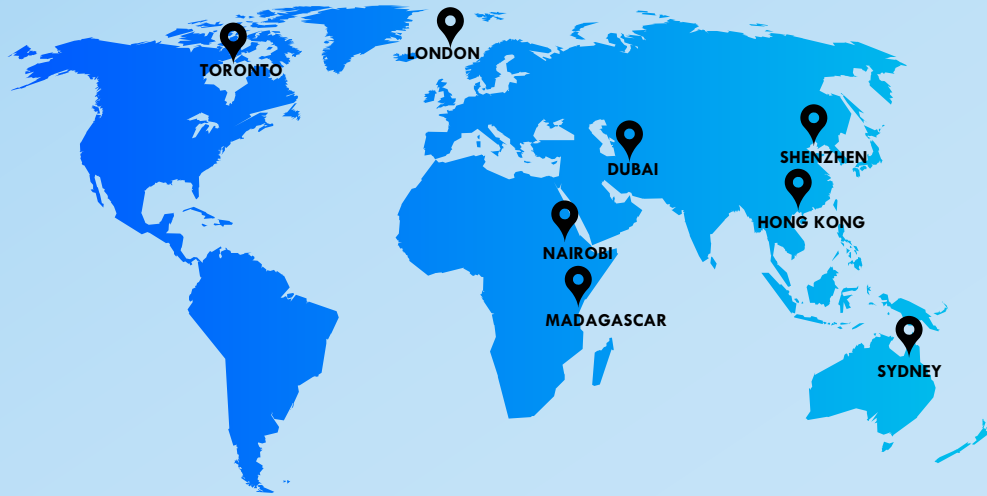 LONDON
TORONTO
SHENZHEN
DUBAI
HONG KONG
NAIROBI
MADAGASCAR
SYDNEY